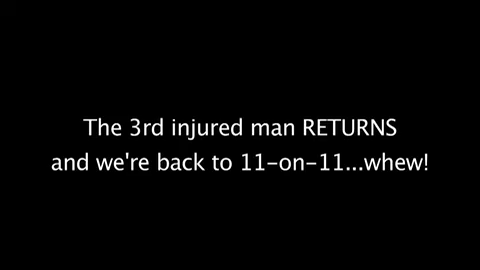 The 3rd injured man RETURNS
and we're back to 11-on-11...whew!